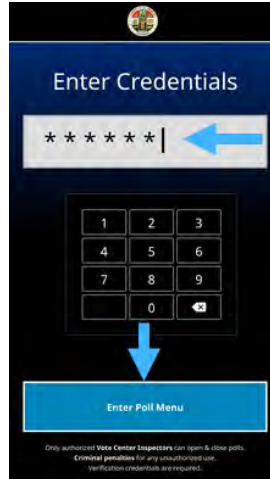 Enter Credentials
* * * * * *
1 2 3
4 5 6
7 8 9
0
Enter Poll Menu
Only authorized Vote Center Inspectors can open & close polls.
Criminal penalties for any unauthorized use.
Verification credentials are required.